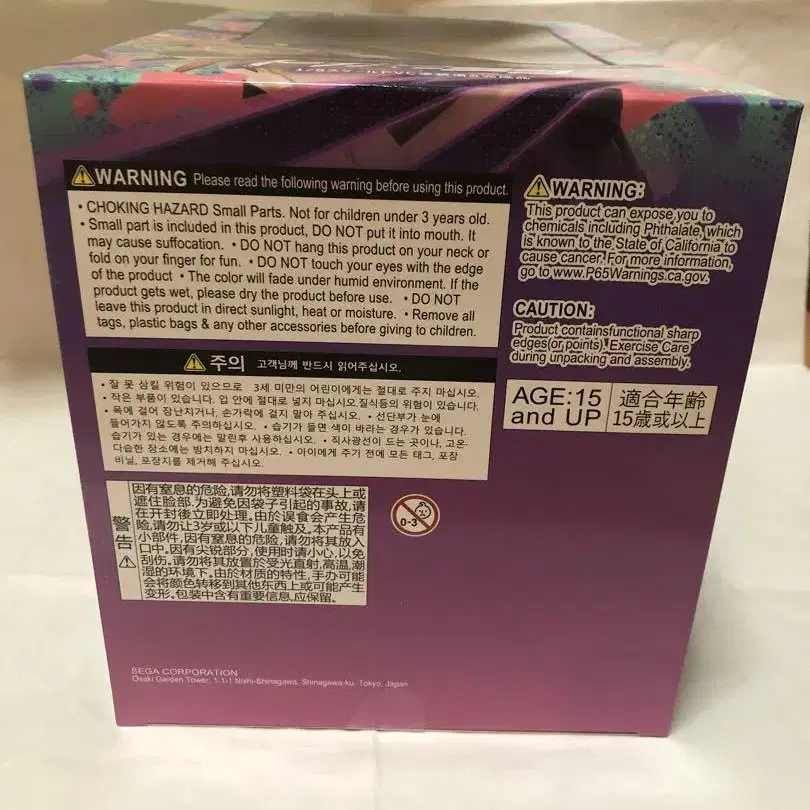 WARNING Please read the following warning before using this product.
• CHOKING HAZARD Small Parts. Not for children under 3 years old.
• Small part is included in this product, DO NOT put it into mouth. It
may cause suffocation. • DO NOT hang this product on your neck or
fold on your finger for fun. • DO NOT touch your eyes with the edge
of the product • The color will fade under humid environment. If the
product gets wet, please dry the product before use. • DO NOT
leave this product in direct sunlight, heat or moisture. • Remove all
tags, plastic bags & any other accessories before giving to children.
WARNING:
This product can expose you to
chemicals including Phthalate, which
is known to the State of California to
cause cancer. For more information,
go to www.P65Warnings.ca.gov.
CAUTION:
Product containsfunctional sharp
edges(or points). Exercise Care
during unpacking and assembly.
AGE:15
and UP
適合年齡
15歲或以上
주의 고객님께 반드시 읽어주십시오.
• 잘 못 삼킬 위험이 있으므로 3세 미만의 어린이에게는 절대로 주지 마십시오.
• 작은 부품이 있습니다. 입 안에 절대로 넣지 마십시오.질식등의 위험이 있습니다.
• 목에 걸어 장난치거나, 손가락에 걸지 말아 주십시오. • 선단부가 눈에
들어가지 않도록 주의하십시오. • 습기가 들면 색이 바라는 경우가 있습니다.
습기가 있는 경우에는 말린후 사용하십시오. • 직사광선이 드는 곳이나, 고온·
다습한 장소에는 방치하지 마십시오. • 아이에게 주기 전에 모든 태그, 포장
비닐, 포장지를 제거해 주십시오.
警告
因有窒息的危险,请勿将塑料袋在头上或
遮住脸部.为避免因袋子引起的事故,请
在开封後立即处理。由於误食会产生危
险,请勿让3岁或以下儿童触及。本产品有
小部件,因有窒息的危险,请勿将其放入
口中。因有尖锐部分,使用时请小心,以免
刮伤。请勿将其放置於受光直射,高温,潮
湿的环境下。由於材质的特性,手办可能
会将颜色转移到其他东西上或可能产生
变形。包装中含有重要信息,应保留。
0-3
SEGA CORPORATION
Osaki Garden Tower, 1-1-1 Nishi-Shinagawa, Shinagawa-ku, Tokyo, Japan